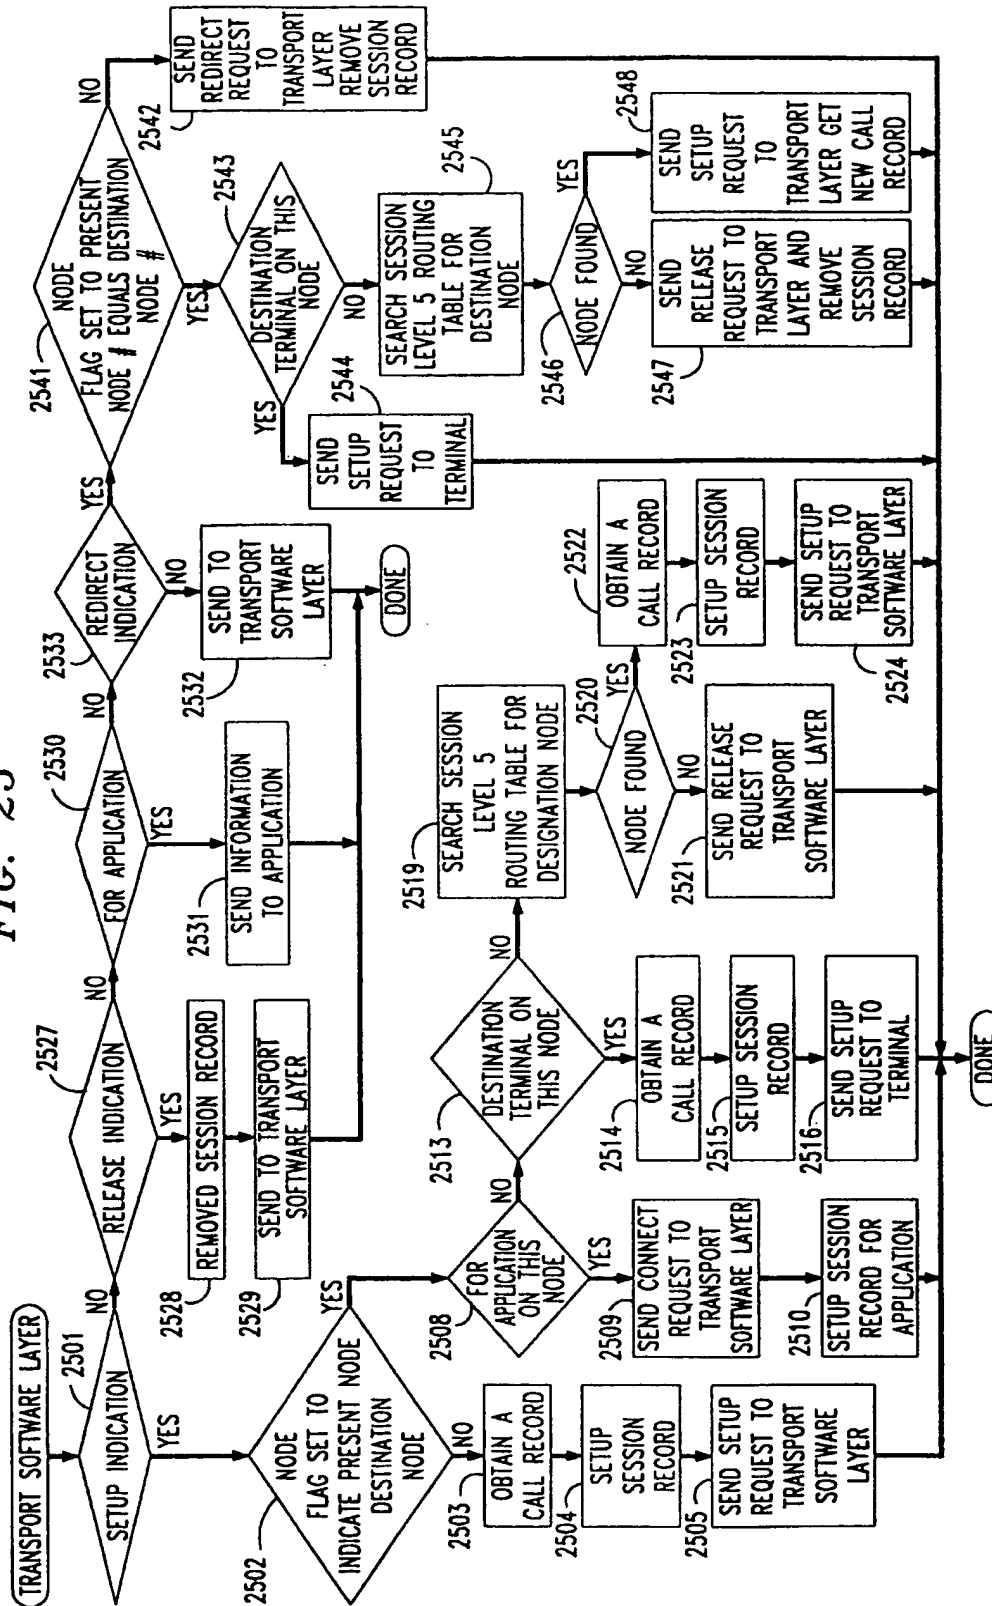 FIG. 25
TRANSPORT SOFTWARE LAYER
2501
SETUP INDICATION
NO
YES
2527
RELEASE INDICATION
NO
YES
2530
FOR APPLICATION
NO
YES
2533
REDIRECT
INDICATION
YES
NO
2541
NODE
FLAG SET TO PRESENT
NODE # EQUALS DESTINATION
NODE #
NO
YES
2542
SEND
REDIRECT
REQUEST
TO
TRANSPORT
LAYER
REMOVE
SESSION
RECORD
2528
REMOVED SESSION RECORD
2529
SEND TO TRANSPORT
SOFTWARE LAYER
2531
SEND INFORMATION
TO APPLICATION
2532
SEND TO
TRANSPORT
SOFTWARE
LAYER
DONE
2543
DESTINATION
TERMINAL ON THIS
NODE
YES
NO
2544
SEND
SETUP
REQUEST
TO
TERMINAL
2545
SEARCH SESSION
LEVEL 5 ROUTING
TABLE FOR
DESTINATION
NODE
2546
NODE FOUND
YES
NO
2547
SEND
RELEASE
REQUEST TO
TRANSPORT
LAYER AND
REMOVE
SESSION
RECORD
2548
SEND
SETUP
REQUEST
TO
TRANSPORT
LAYER GET
NEW CALL
RECORD
2502
NODE
FLAG SET TO
INDICATE PRESENT NODE
DESTINATION
NODE
YES
NO
2503
OBTAIN A
CALL RECORD
2504
SETUP
SESSION
RECORD
2505
SEND SETUP
REQUEST TO
TRANSPORT
SOFTWARE
LAYER
2508
FOR
APPLICATION
ON THIS
NODE
NO
YES
2509
SEND CONNECT
REQUEST TO
TRANSPORT
SOFTWARE LAYER
2510
SETUP SESSION
RECORD FOR
APPLICATION
2513
DESTINATION
TERMINAL ON
THIS NODE
NO
YES
2514
OBTAIN A
CALL RECORD
2515
SETUP SESSION
RECORD
2516
SEND SETUP
REQUEST TO
TERMINAL
2519
SEARCH SESSION
LEVEL 5
ROUTING TABLE FOR
DESIGNATION NODE
2520
NODE FOUND
YES
NO
2521
SEND RELEASE
REQUEST TO
TRANSPORT
SOFTWARE LAYER
2522
OBTAIN A
CALL RECORD
2523
SETUP SESSION
RECORD
2524
SEND SETUP
REQUEST TO
TRANSPORT
SOFTWARE LAYER
DONE